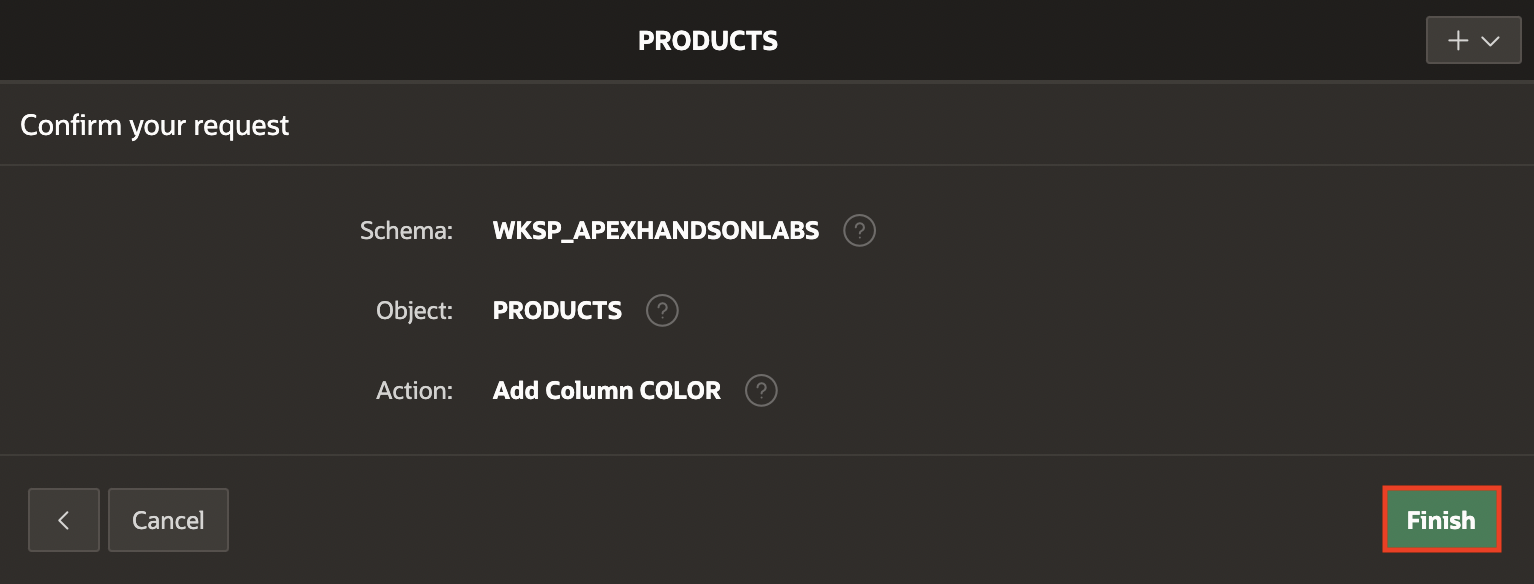 PRODUCTS
Confirm your request
Schema: WKSP_APEXHANDSONLABS ?
Object: PRODUCTS ?
Action: Add Column COLOR ?
Cancel Finish